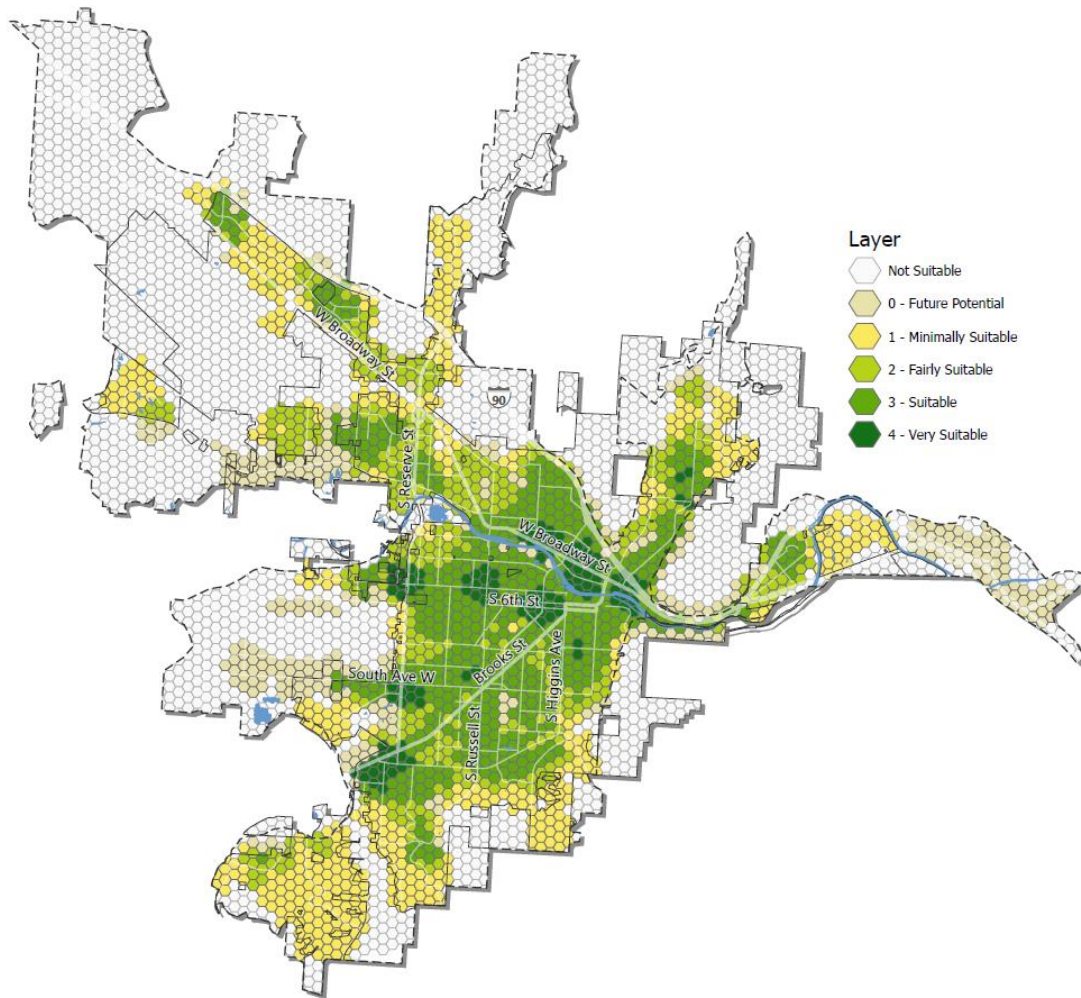 Layer
Not Suitable
0 - Future Potential
1 - Minimally Suitable
2 - Fairly Suitable
3 - Suitable
4 - Very Suitable
W Broadway St
90
S Reserve St
W Broadway St
S 6th St
Brooks St
S Higgins Ave
South Ave W
S Russell St